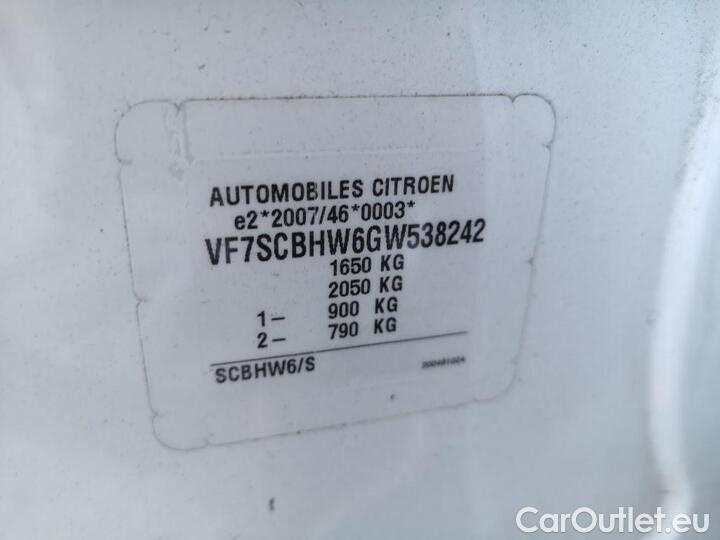 AUTOMOBILES CITROEN
e2*2007/46*0003*
VF7SCBHW6GW538242
1650 KG
2050 KG
1– 900 KG
2– 790 KG
SCBHW6/S
CarOutlet.eu